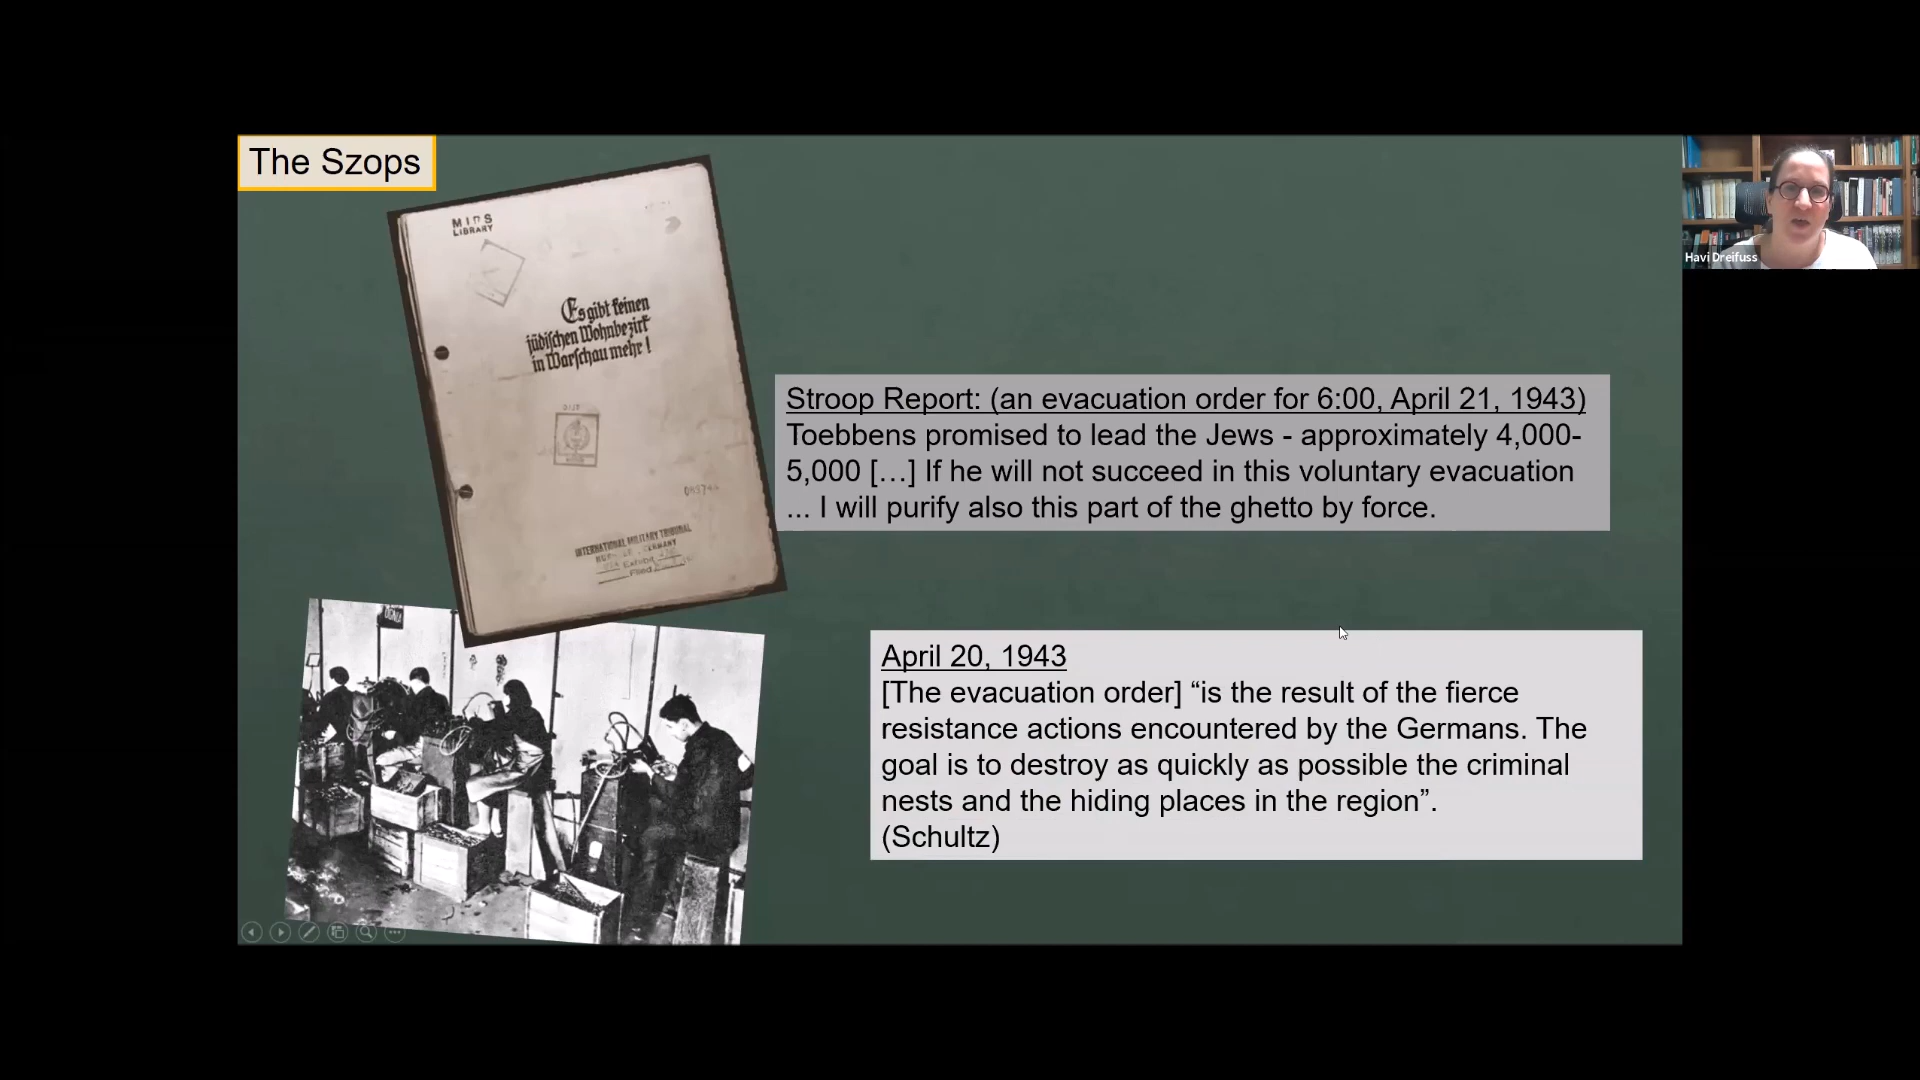 The Szops
MIRS
LIBRARY
Es gibt keinen
jüdischen Wohnbezirk
in Warschau mehr!
INTERNATIONAL MILITARY TRIBUNAL
Exhibit
Filed
Stroop Report: (an evacuation order for 6:00, April 21, 1943)
Toebbens promised to lead the Jews - approximately 4,000-
5,000 […] If he will not succeed in this voluntary evacuation
... I will purify also this part of the ghetto by force.
April 20, 1943
[The evacuation order] “is the result of the fierce
resistance actions encountered by the Germans. The
goal is to destroy as quickly as possible the criminal
nests and the hiding places in the region”.
(Schultz)
Havi Dreifuss